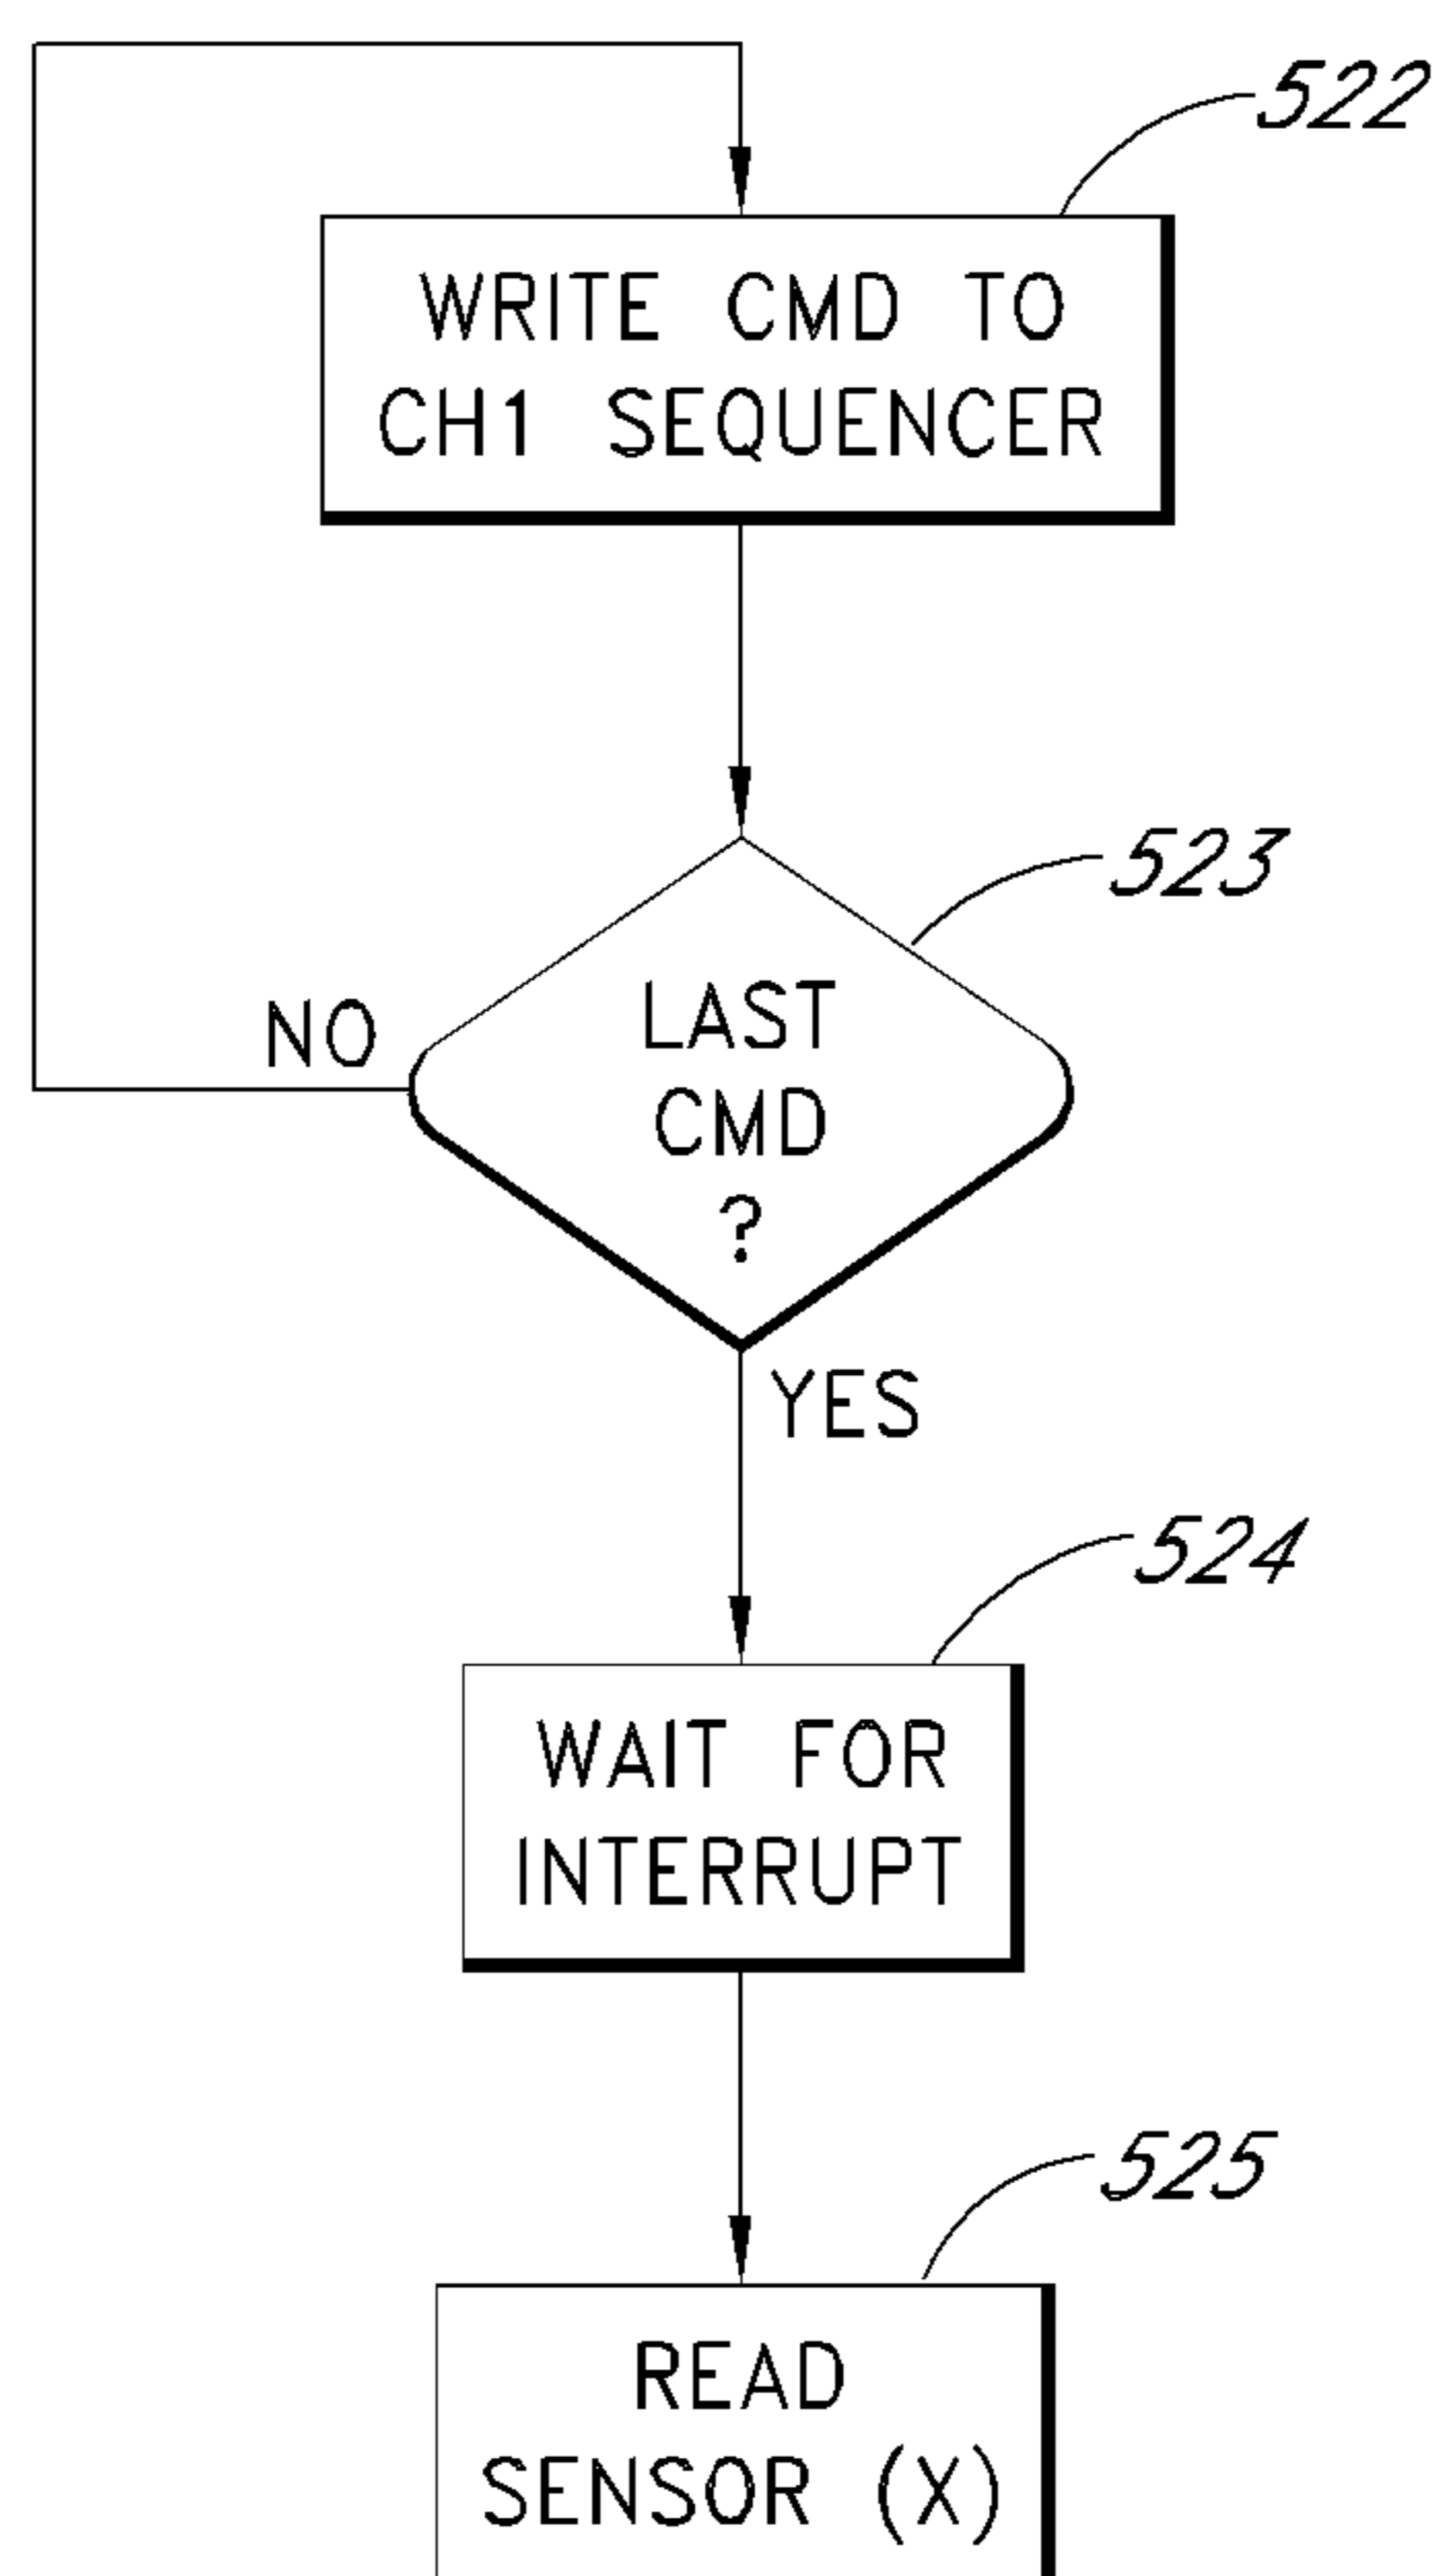 522
WRITE CMD TO
CH1 SEQUENCER
523
LAST
CMD
?
NO
YES
524
WAIT FOR
INTERRUPT
525
READ
SENSOR (X)